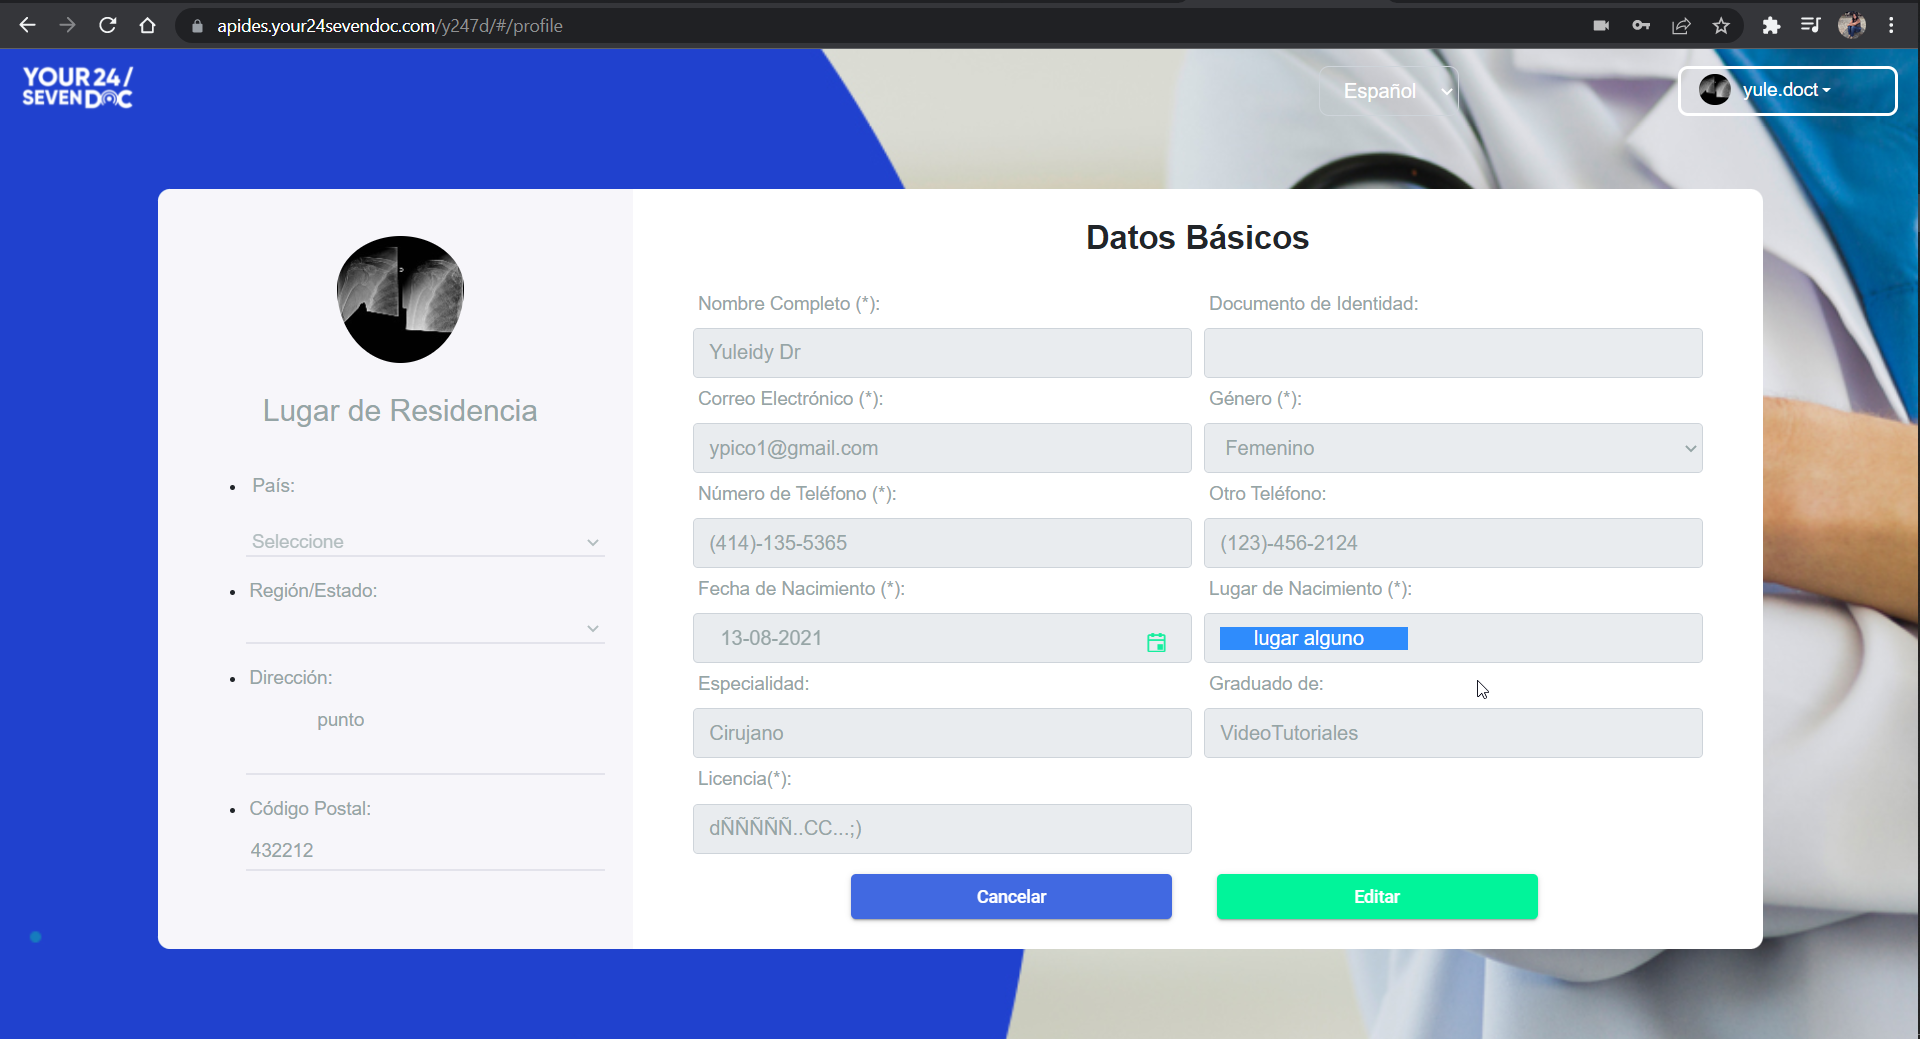 apides.your24sevendoc.com/y247d/#/profile
YOUR 24/
SEVEN DOC
Español
yule.doct
Datos Básicos
Nombre Completo (*):
Documento de Identidad:
Yuleidy Dr
Correo Electrónico (*):
Género (*):
ypico1@gmail.com
Femenino
Número de Teléfono (*):
Otro Teléfono:
(414)-135-5365
(123)-456-2124
Fecha de Nacimiento (*):
Lugar de Nacimiento (*):
13-08-2021
lugar alguno
Especialidad:
Graduado de:
Cirujano
VideoTutoriales
Licencia(*):
dÑÑÑÑÑ..CC...;)
Cancelar
Editar
Lugar de Residencia
País:
Seleccione
Región/Estado:
Dirección:
punto
Código Postal:
432212